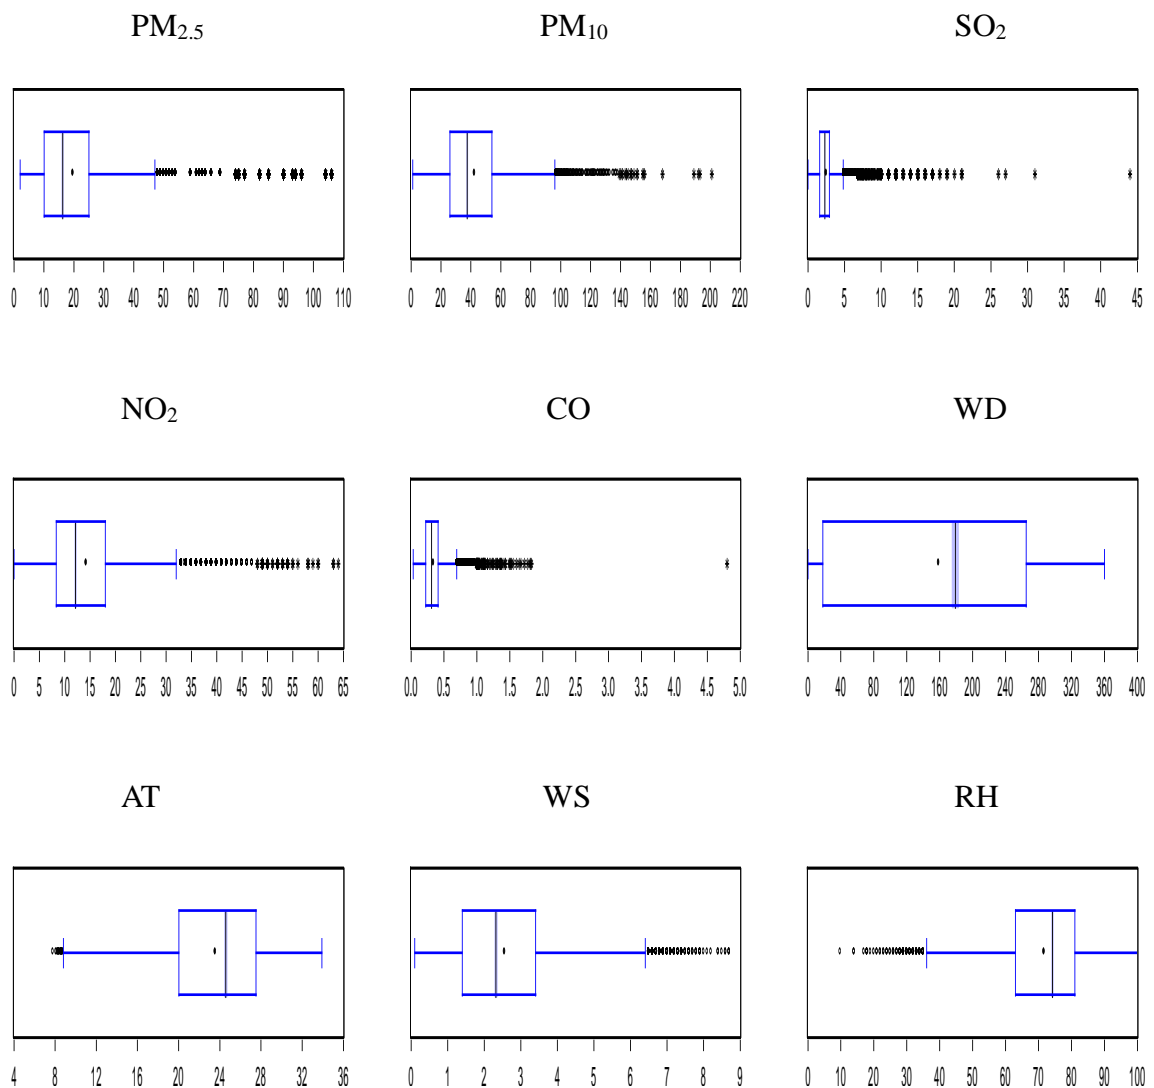 PM₂.₅ PM₁₀ SO₂
0 10 20 30 40 50 60 70 80 90 100 110 0 20 40 60 80 100 120 140 160 180 200 220 0 5 10 15 20 25 30 35 40 45
NO₂ CO WD
0 5 10 15 20 25 30 35 40 45 50 55 60 65 0.0 0.5 1.0 1.5 2.0 2.5 3.0 3.5 4.0 4.5 5.0 0 40 80 120 160 200 240 280 320 360 400
AT WS RH
4 8 12 16 20 24 28 32 36 0 1 2 3 4 5 6 7 8 9 0 10 20 30 40 50 60 70 80 90 100